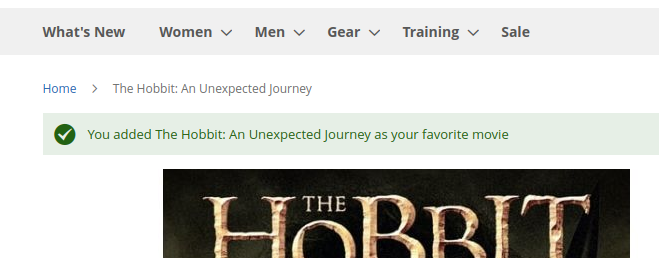 What's New Women Men Gear Training Sale
Home > The Hobbit: An Unexpected Journey
You added The Hobbit: An Unexpected Journey as your favorite movie
THE
HOBBIT